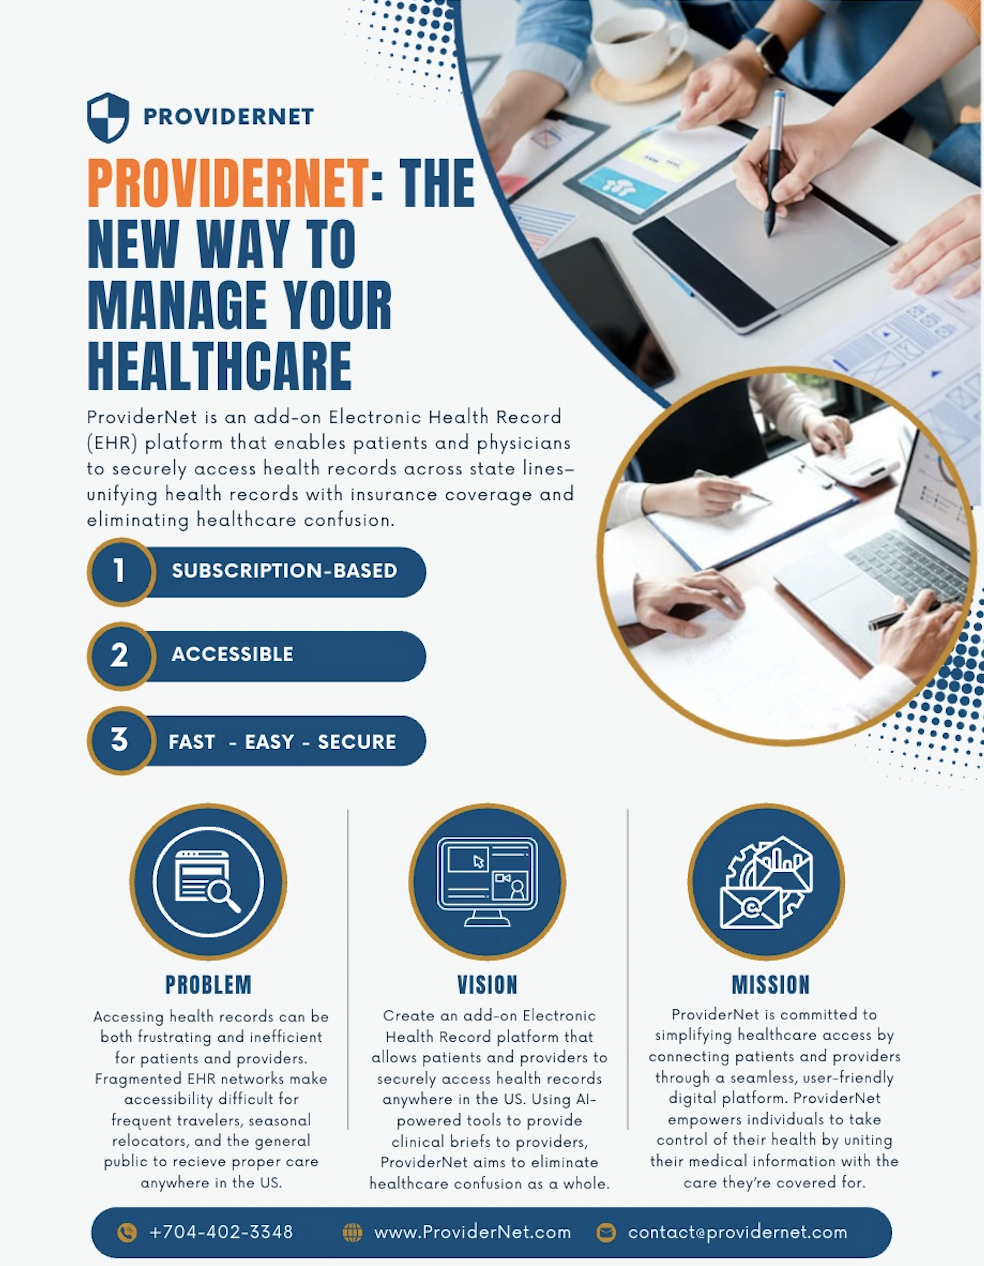 PROVIDERNET
PROVIDERNET: THE
NEW WAY TO
MANAGE YOUR
HEALTHCARE
ProviderNet is an add-on Electronic Health Record
(EHR) platform that enables patients and physicians
to securely access health records across state lines–
unifying health records with insurance coverage and
eliminating healthcare confusion.
1 SUBSCRIPTION-BASED
2 ACCESSIBLE
3 FAST - EASY - SECURE
PROBLEM
Accessing health records can be
both frustrating and inefficient
for patients and providers.
Fragmented EHR networks make
accessibility difficult for
frequent travelers, seasonal
relocators, and the general
public to recieve proper care
anywhere in the US.
VISION
Create an add-on Electronic
Health Record platform that
allows patients and providers to
securely access health records
anywhere in the US. Using AI-
powered tools to provide
clinical briefs to providers,
ProviderNet aims to eliminate
healthcare confusion as a whole.
MISSION
ProviderNet is committed to
simplifying healthcare access by
connecting patients and providers
through a seamless, user-friendly
digital platform. ProviderNet
empowers individuals to take
control of their health by uniting
their medical information with the
care they're covered for.
+704-402-3348 www.ProviderNet.com contact@providernet.com